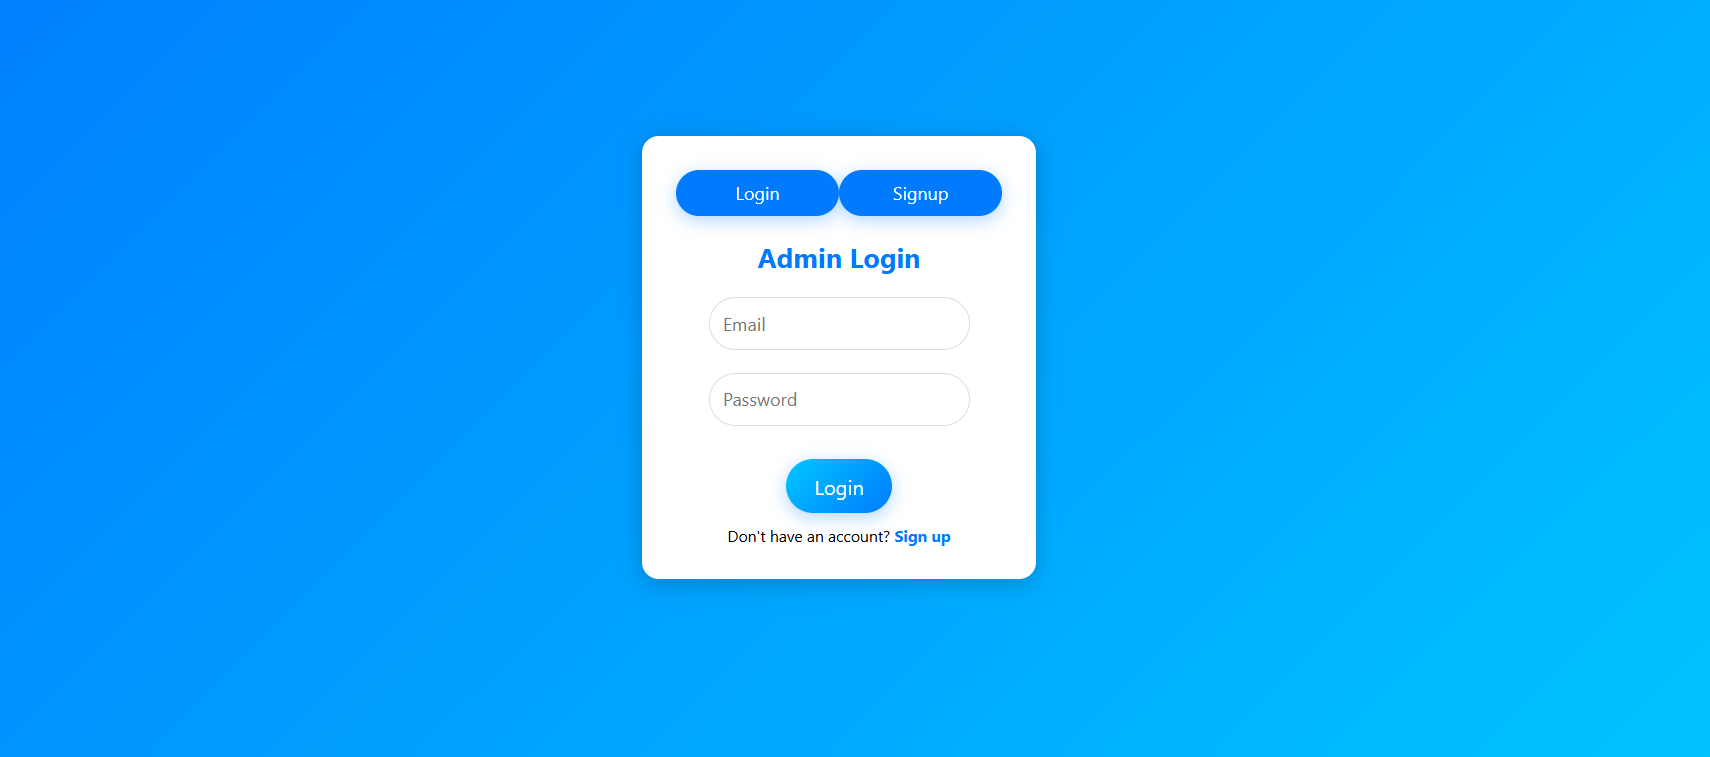 Login Signup
Admin Login
Email
Password
Login
Don't have an account? Sign up